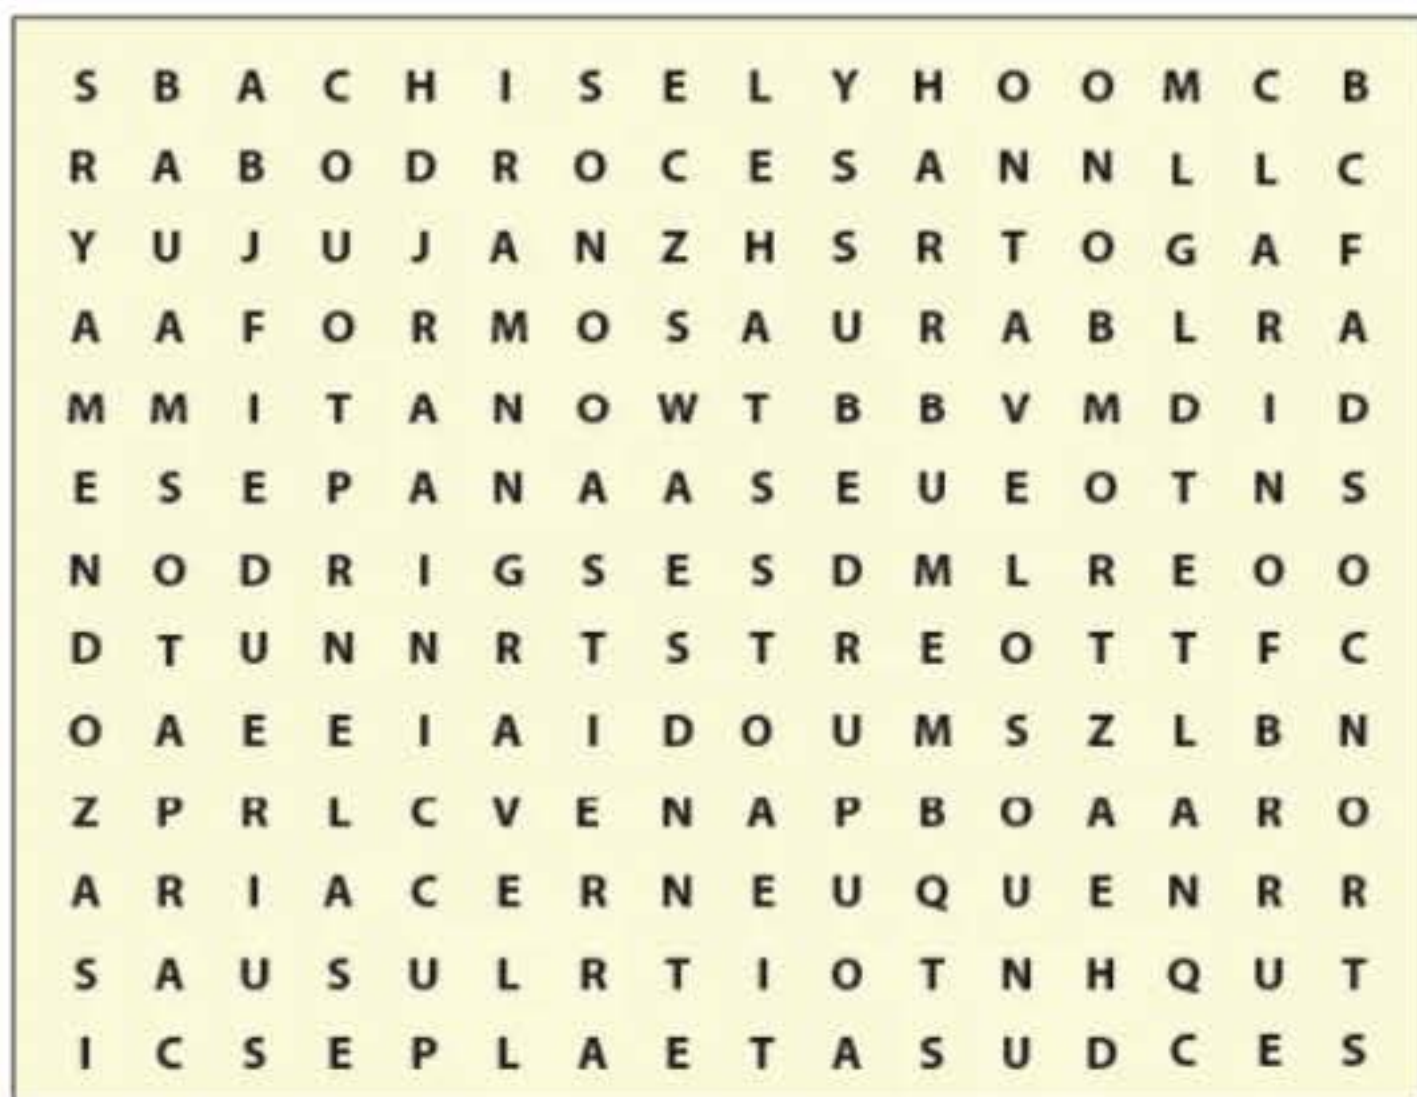 S B A C H I S E L Y H O O M C B
R A B O D R O C E S A N N L L C
Y U J U J A N Z H S R T O G A F
A A F O R M O S A U R A B L R A
M M I T A N O W T B B V M D I D
E S E P A N A A S E U E O T N S
N O D R I G S E S D M L R E O O
D T U N N R T S T R E O T T F C
O A E E I A I D O U M S Z L B N
Z P R L C V E N A P B O A A R O
A R I A C E R N E U Q U E N R R
S A U S U L R T I O T N H Q U T
I C S E P L A E T A S U D C E S